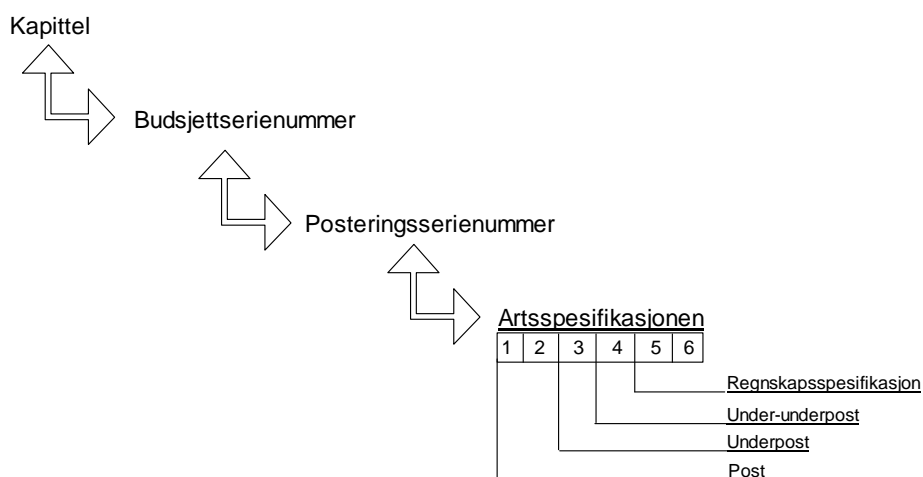 Kapittel
Budsjettserienummer
Posteringsserienummer
Artsspesifikasjonen
1 2 3 4 5 6
Regnskapsspesifikasjon
Under-underpost
Underpost
Post